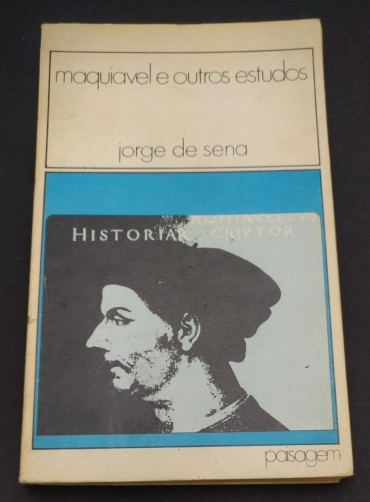 maquiavel e outros estudos
jorge de sena
HISTORIAR SCRIPTOR
paisagem